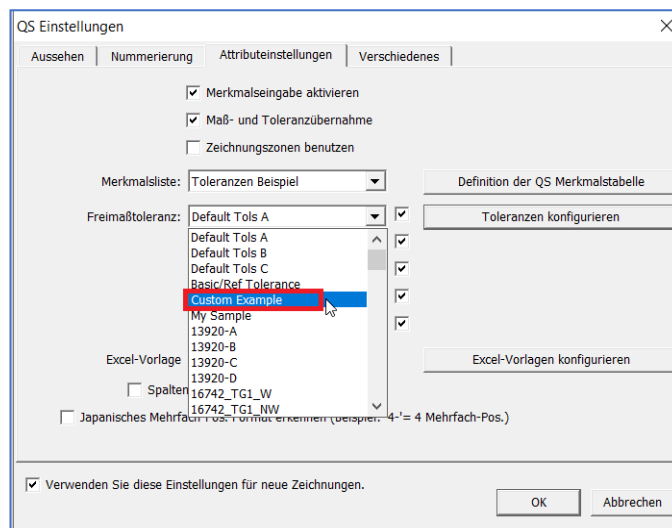 QS Einstellungen
Aussehen Nummerierung Attributeinstellungen Verschiedenes
Merkmalseingabe aktivieren
Maß- und Toleranzübernahme
Zeichnungszonen benutzen
Merkmalsliste: Toleranzen Beispiel Definition der QS Merkmalstabelle
Freimaßtoleranz: Default Tols A Toleranzen konfigurieren
Default Tols A
Default Tols B
Default Tols C
Basic/Ref Tolerance
Custom Example
My Sample
13920-A
13920-B
13920-C
Excel-Vorlage Excel-Vorlagen konfigurieren
13920-D
Spalten 16742_TG1_W
16742_TG1_NW
Japanisches Mehrfach Pos. Format erkennen (Beispiel: '4-'= 4 Mehrfach-Pos.)
Verwenden Sie diese Einstellungen für neue Zeichnungen.
OK Abbrechen